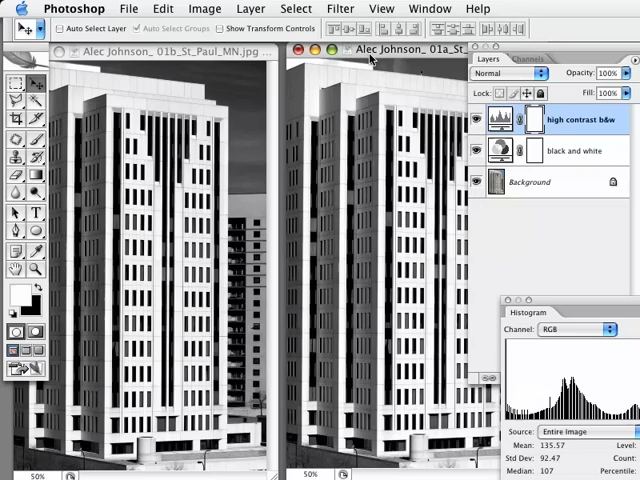 Photoshop File Edit Image Layer Select Filter View Window Help
Auto Select Layer Auto Select Groups Show Transform Controls
Alec Johnson_ 01b_St_Paul_MN.jpg ...
Alec Johnson_ 01a_St_
Layers Channels
Normal Opacity: 100%
Lock: Fill: 100%
high contrast b&w
black and white
Background
T
Histogram
Channel: RGB
Source: Entire Image
Mean: 135.57 Level:
Std Dev: 92.47 Count:
Median: 107 Percentile:
50%
50%